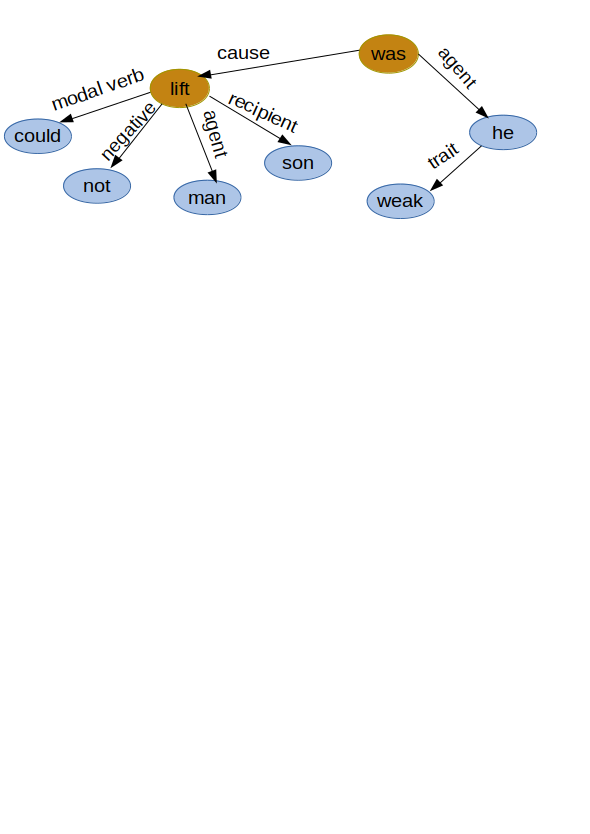 cause
was
agent
modal verb
lift
recipient
could
negative
agent
he
not
man
son
trait
weak